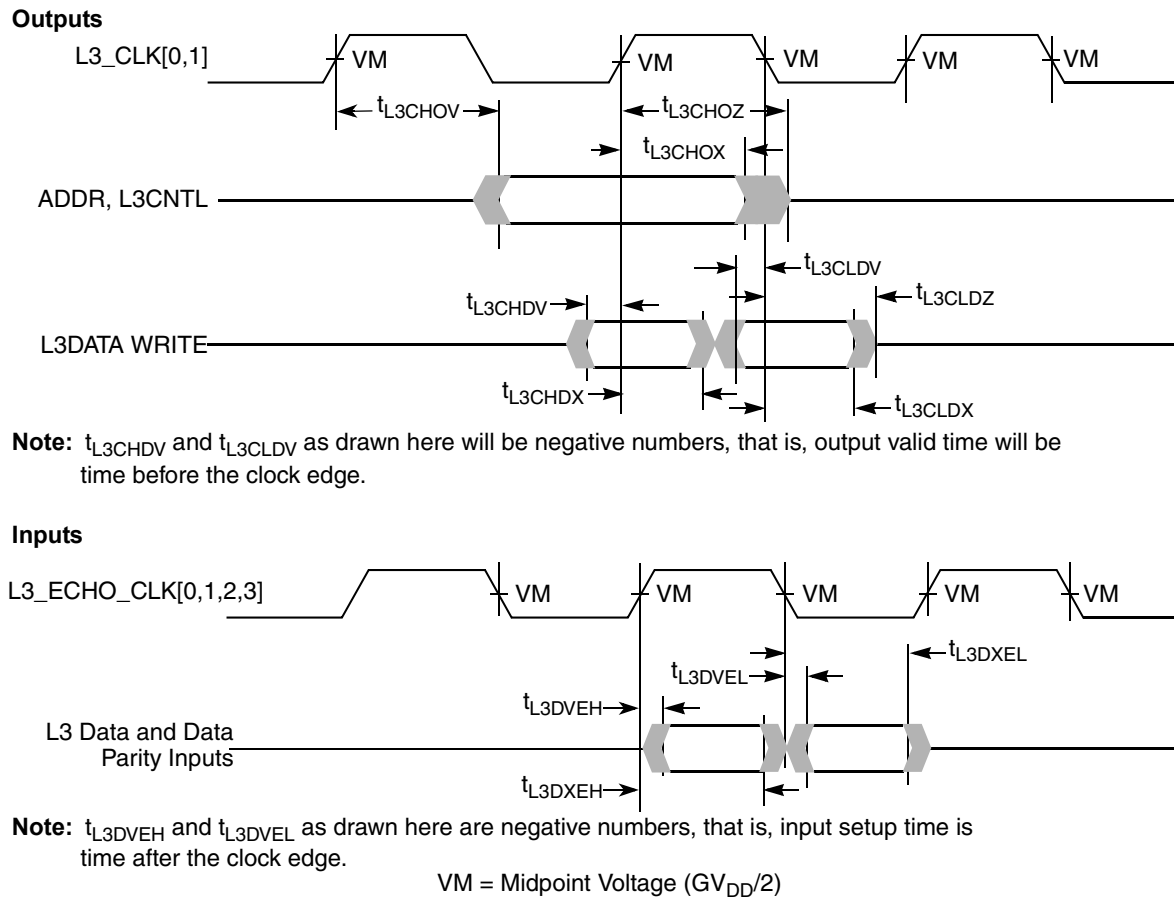 Outputs
L3_CLK[0,1]
VM
VM
VM
VM
VM
tL3CHOV
tL3CHOZ
tL3CHOX
ADDR, L3CNTL
tL3CLDV
tL3CHDV
tL3CLDZ
L3DATA WRITE
tL3CHDX
tL3CLDX
Note: tL3CHDV and tL3CLDV as drawn here will be negative numbers, that is, output valid time will be
time before the clock edge.
Inputs
L3_ECHO_CLK[0,1,2,3]
VM
VM
VM
VM
VM
tL3DXEL
tL3DVEL
tL3DVEH
L3 Data and Data
Parity Inputs
tL3DXEH
Note: tL3DVEH and tL3DVEL as drawn here are negative numbers, that is, input setup time is
time after the clock edge.
VM = Midpoint Voltage (GVDD/2)